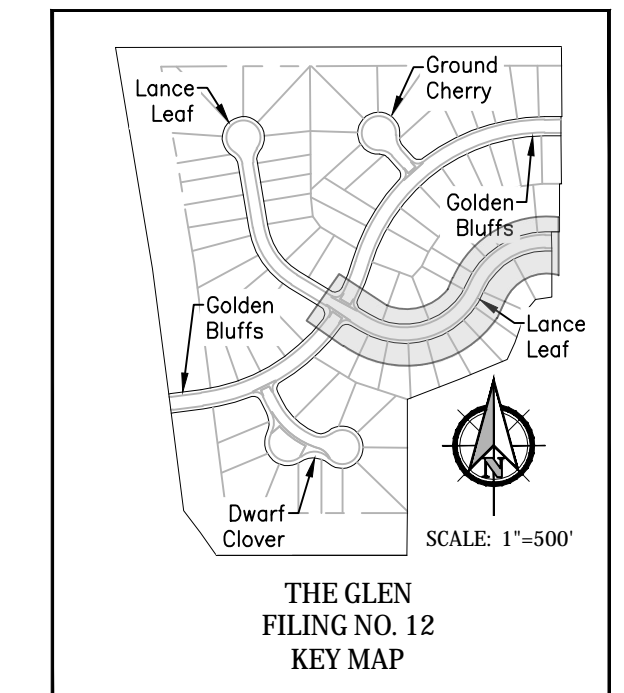 Lance
Leaf
Ground
Cherry
Golden
Bluffs
Golden
Bluffs
Lance
Leaf
Dwarf
Clover
N
SCALE: 1"=500'
THE GLEN
FILING NO. 12
KEY MAP